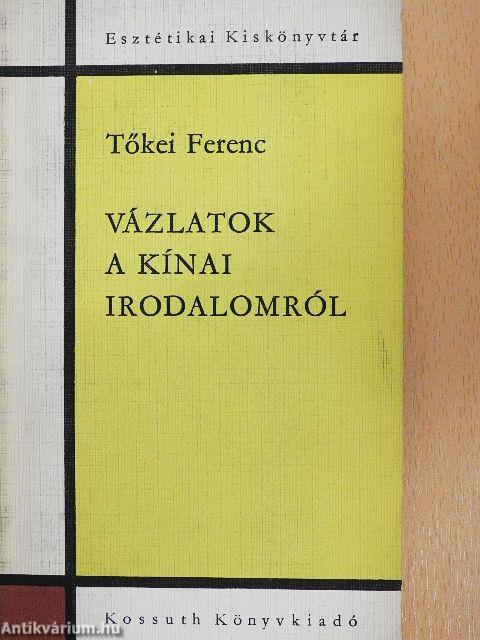 Esztétikai Kiskönyvtár
Tőkei Ferenc
VÁZLATOK
A KÍNAI
IRODALOMRÓL
Kossuth Könyvkiadó
Antikvárium.hu